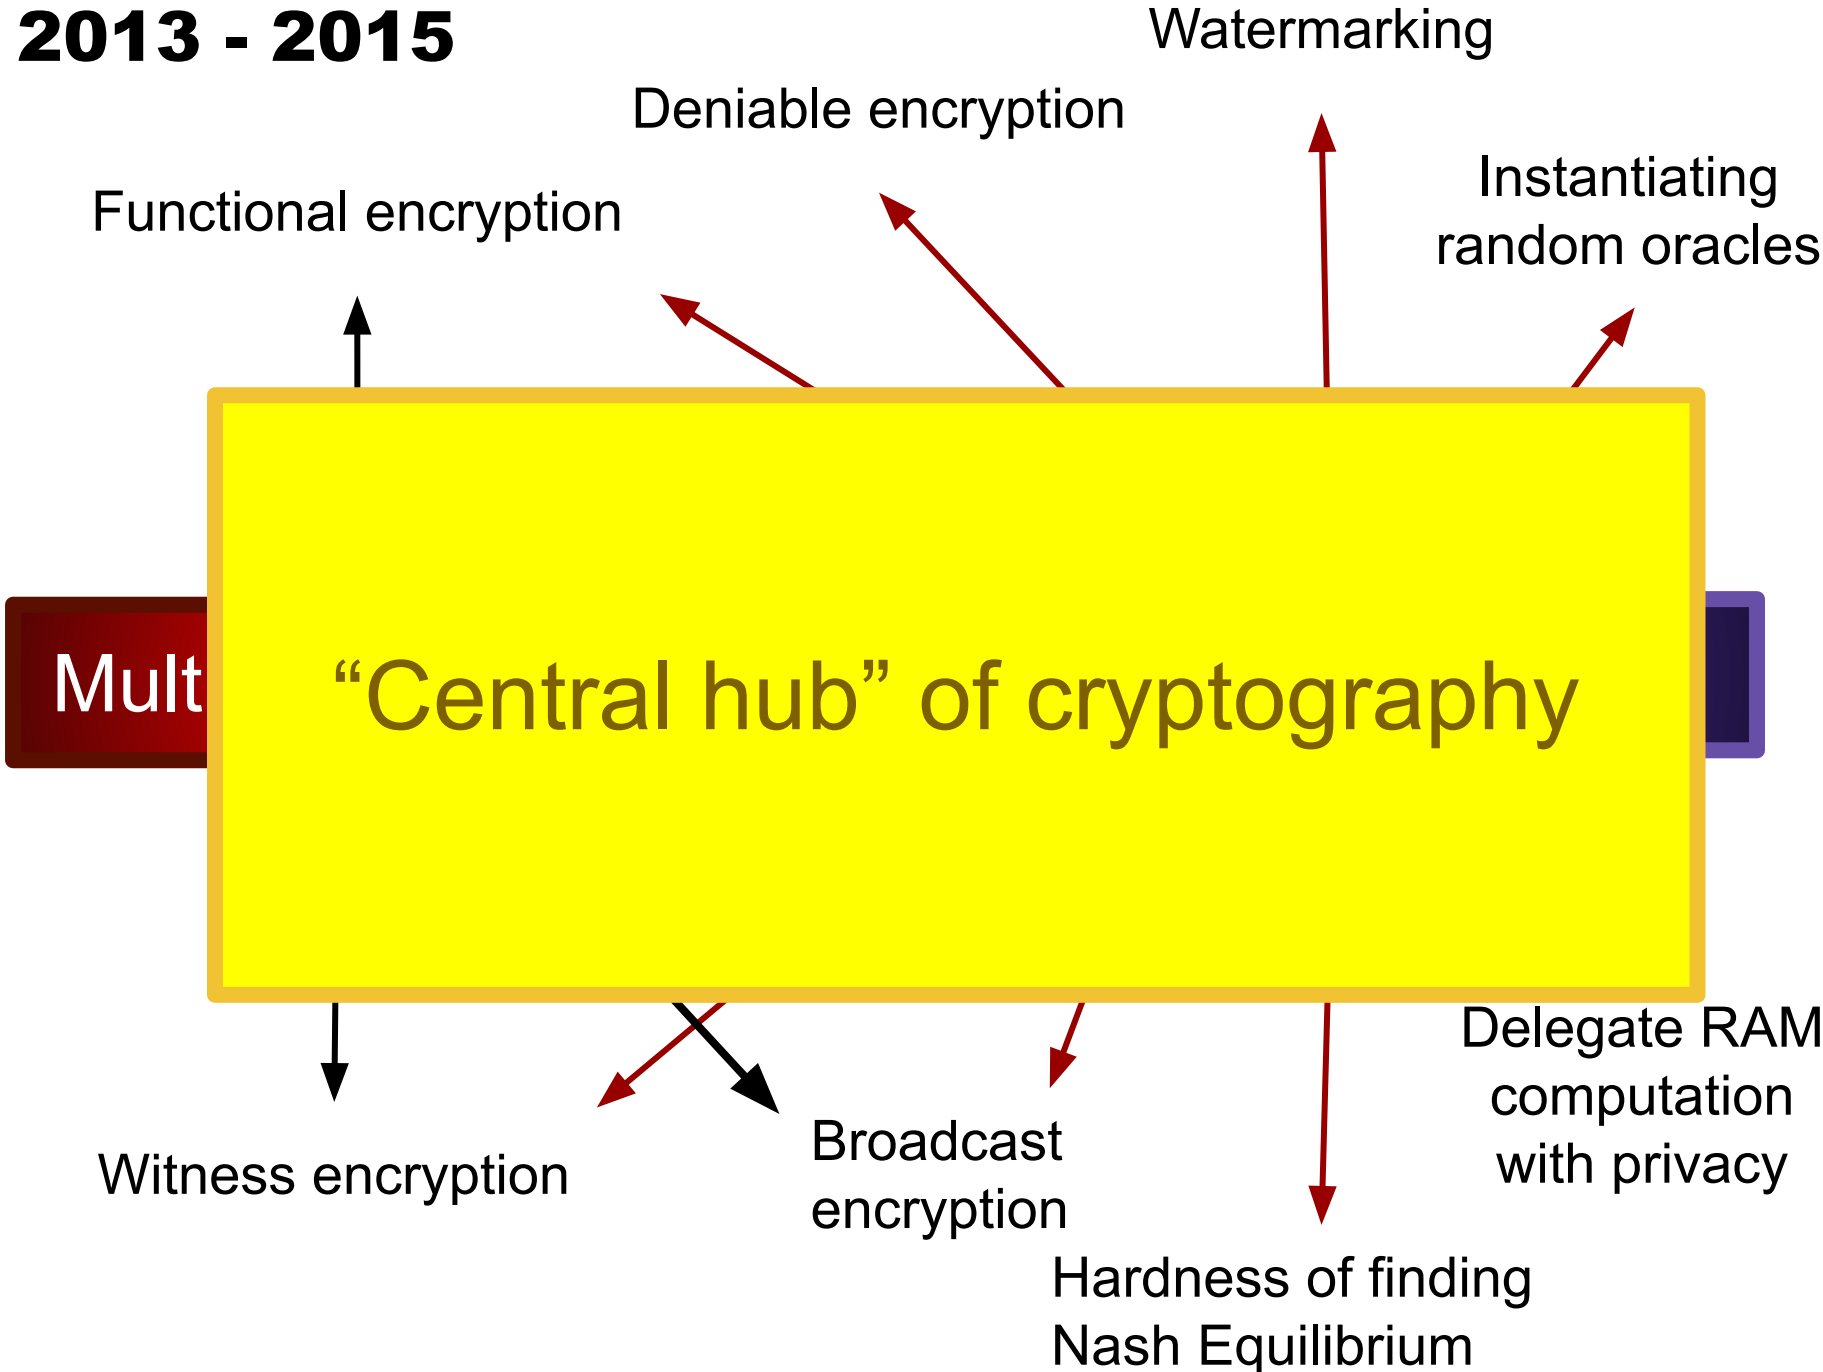 2013 - 2015
Watermarking
Deniable encryption
Instantiating
random oracles
Functional encryption
Mult
“Central hub” of cryptography
Delegate RAM
computation
with privacy
Broadcast
encryption
Witness encryption
Hardness of finding
Nash Equilibrium